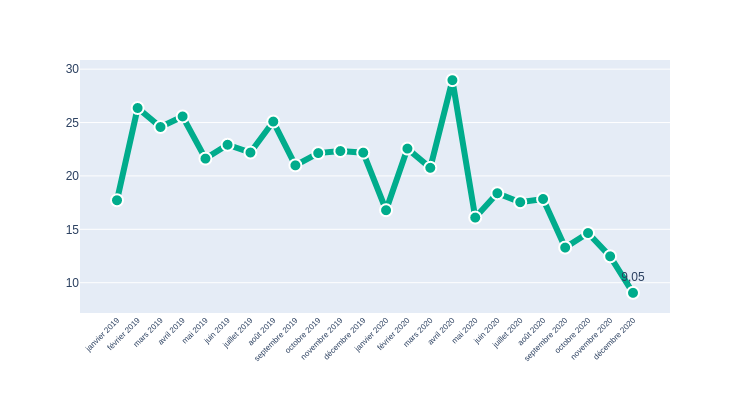 30
25
20
15
10
9.05
janvier 2019
février 2019
mars 2019
avril 2019
mai 2019
juin 2019
juillet 2019
août 2019
septembre 2019
octobre 2019
novembre 2019
décembre 2019
janvier 2020
février 2020
mars 2020
avril 2020
mai 2020
juin 2020
juillet 2020
août 2020
septembre 2020
octobre 2020
novembre 2020
décembre 2020